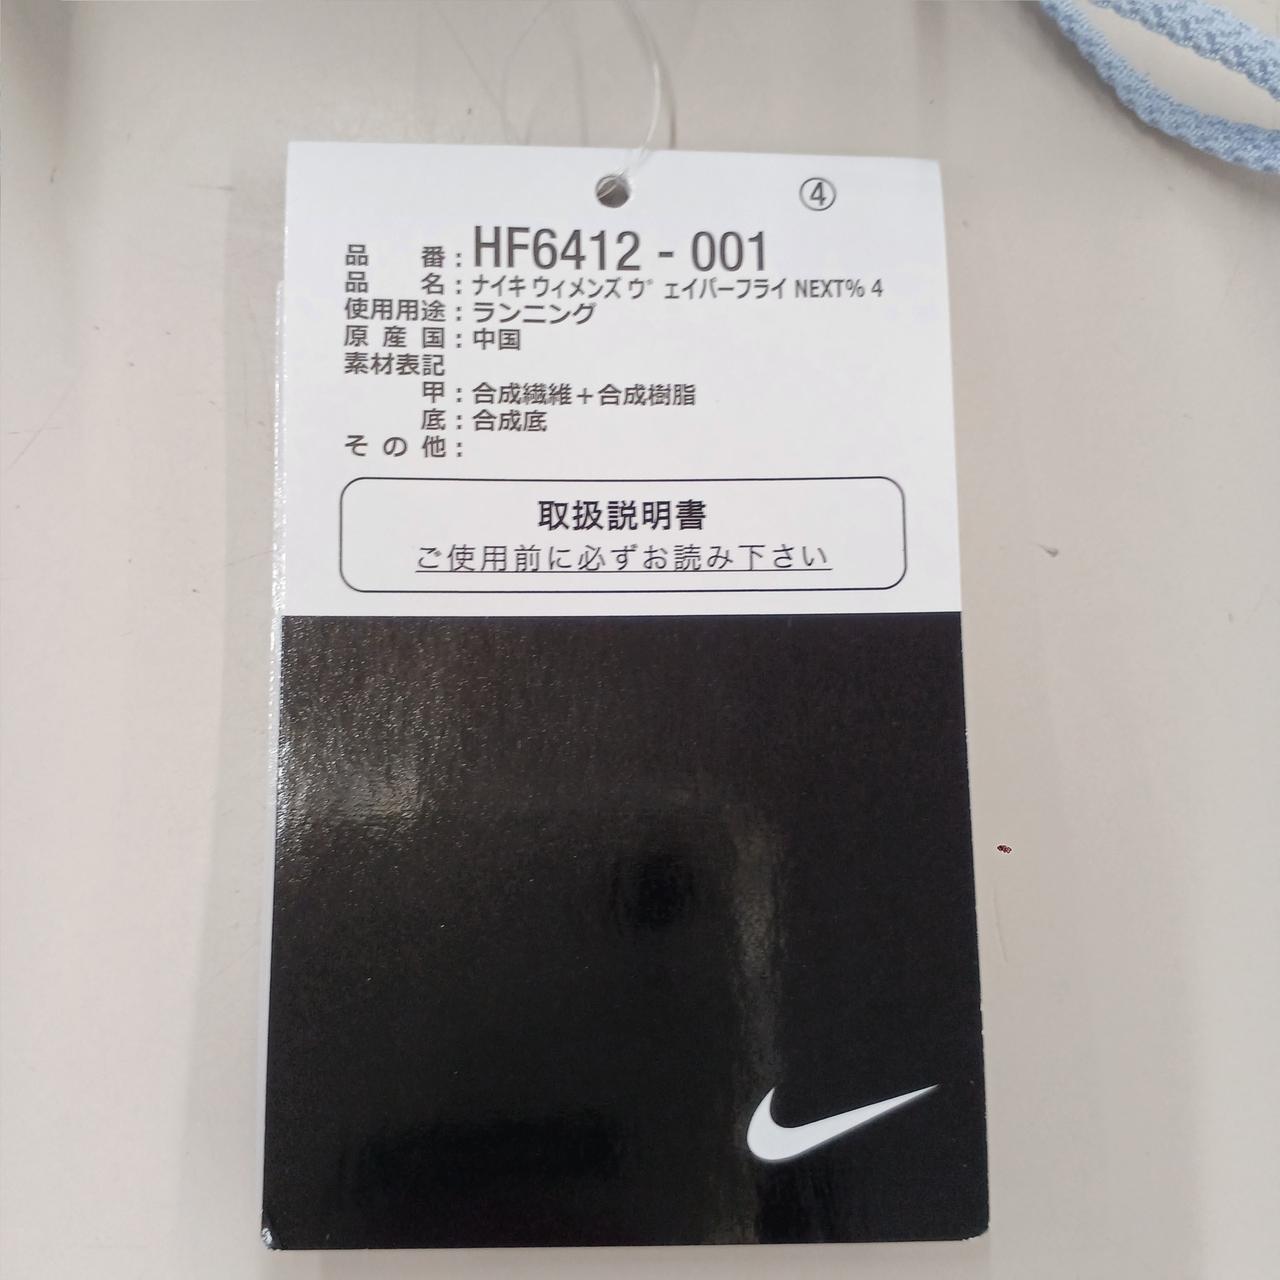 ④
品番:HF6412-001
品名:ナイキ ウィメンズ ヴェイパーフライ NEXT% 4
使用用途:ランニング
原産国:中国
素材表記
甲:合成繊維+合成樹脂
底:合成底
その他:
取扱説明書
ご使用前に必ずお読み下さい